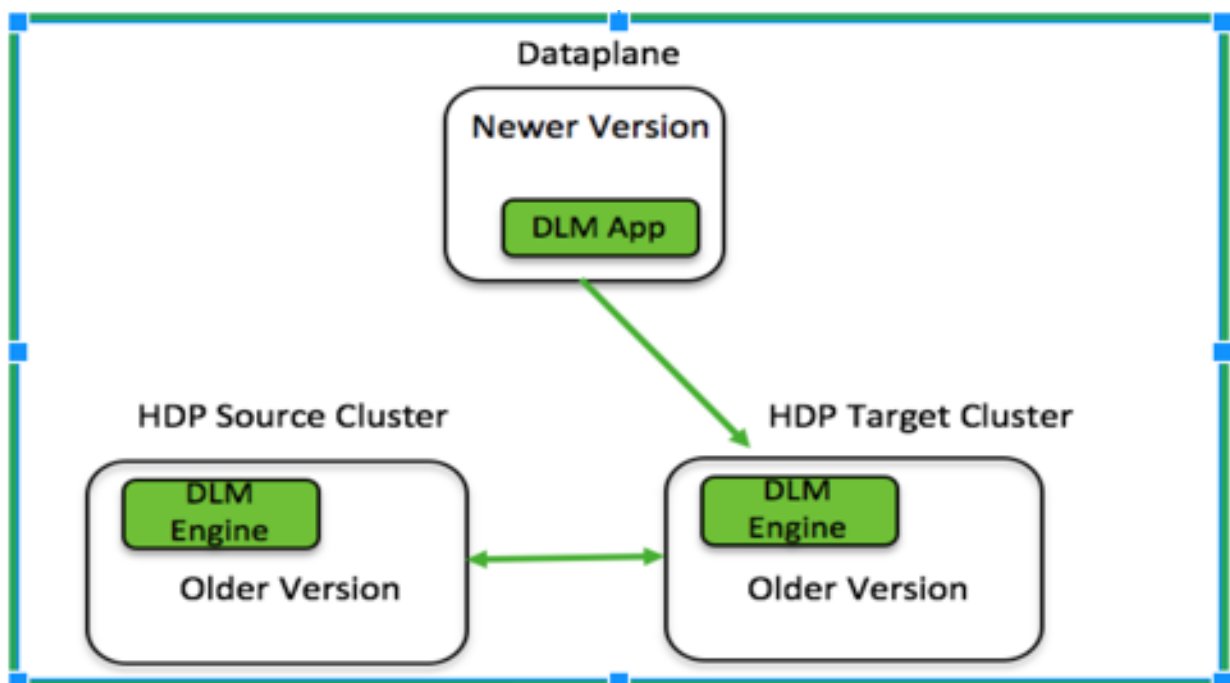 Dataplane
Newer Version
DLM App
HDP Source Cluster
HDP Target Cluster
DLM
Engine
Older Version
DLM
Engine
Older Version